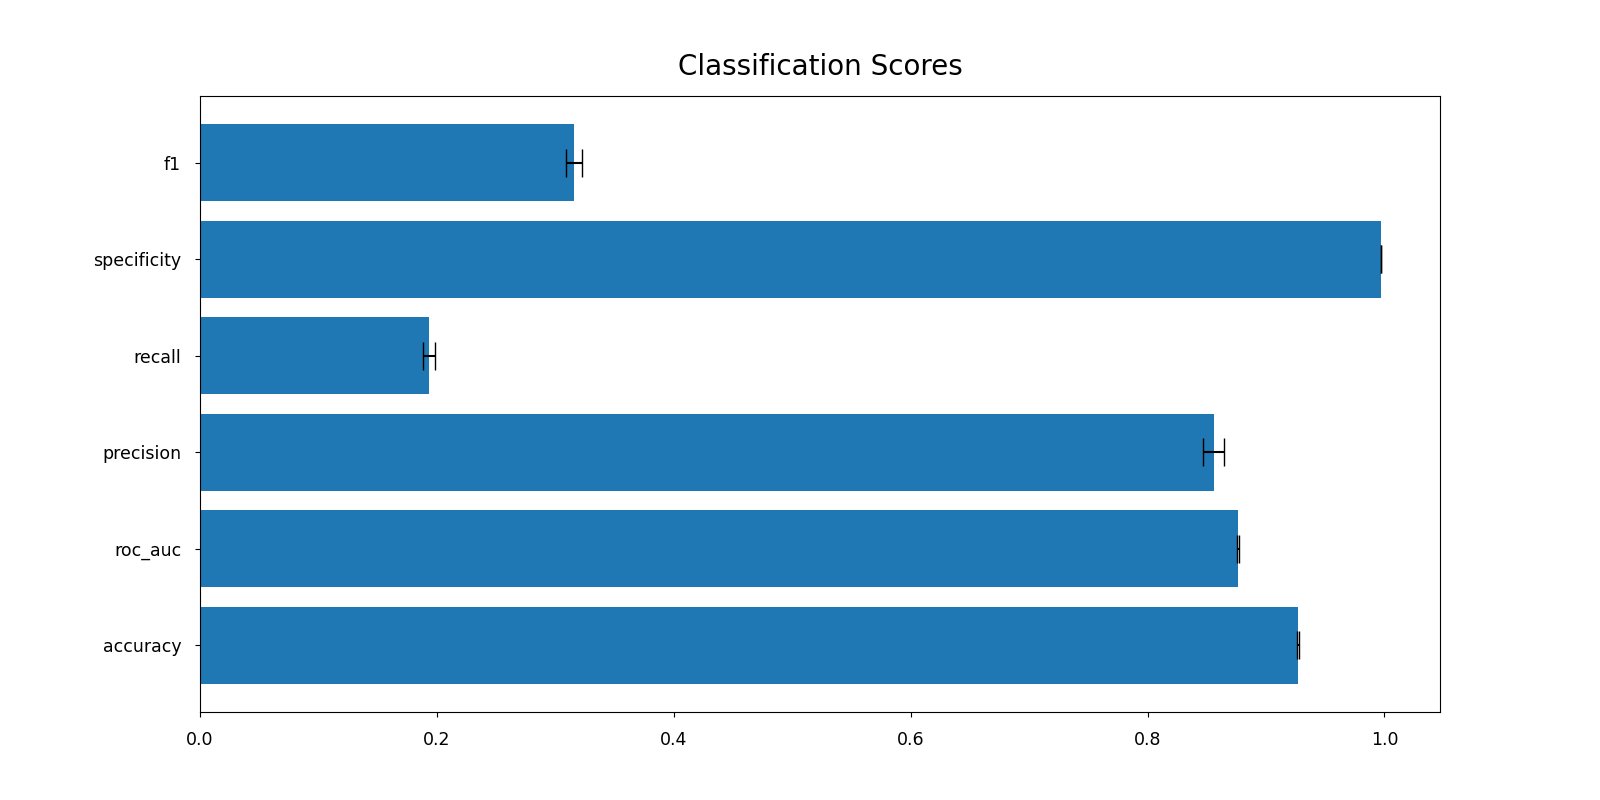 Classification Scores
f1
specificity
recall
precision
roc_auc
accuracy
0.0 0.2 0.4 0.6 0.8 1.0